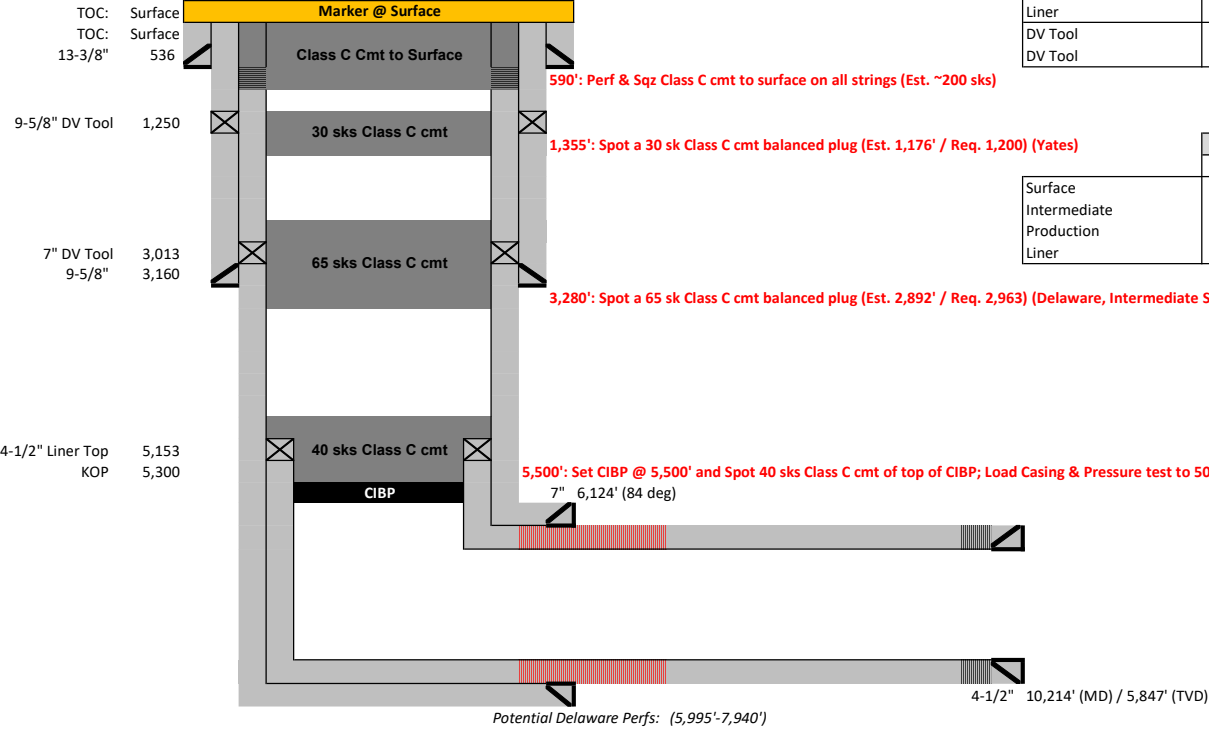 TOC: Surface
Marker @ Surface
Liner
TOC: Surface
DV Tool
13-3/8" 536
Class C Cmt to Surface
DV Tool
590': Perf & Sqz Class C cmt to surface on all strings (Est. ~200 sks)
9-5/8" DV Tool 1,250
30 sks Class C cmt
1,355': Spot a 30 sk Class C cmt balanced plug (Est. 1,176' / Req. 1,200) (Yates)
Surface
Intermediate
Production
Liner
7" DV Tool 3,013
65 sks Class C cmt
9-5/8" 3,160
3,280': Spot a 65 sk Class C cmt balanced plug (Est. 2,892' / Req. 2,963) (Delaware, Intermediate S
4-1/2" Liner Top 5,153
40 sks Class C cmt
KOP 5,300
5,500': Set CIBP @ 5,500' and Spot 40 sks Class C cmt of top of CIBP; Load Casing & Pressure test to 50
CIBP
7" 6,124' (84 deg)
4-1/2" 10,214' (MD) / 5,847' (TVD)
Potential Delaware Perfs: (5,995'-7,940')